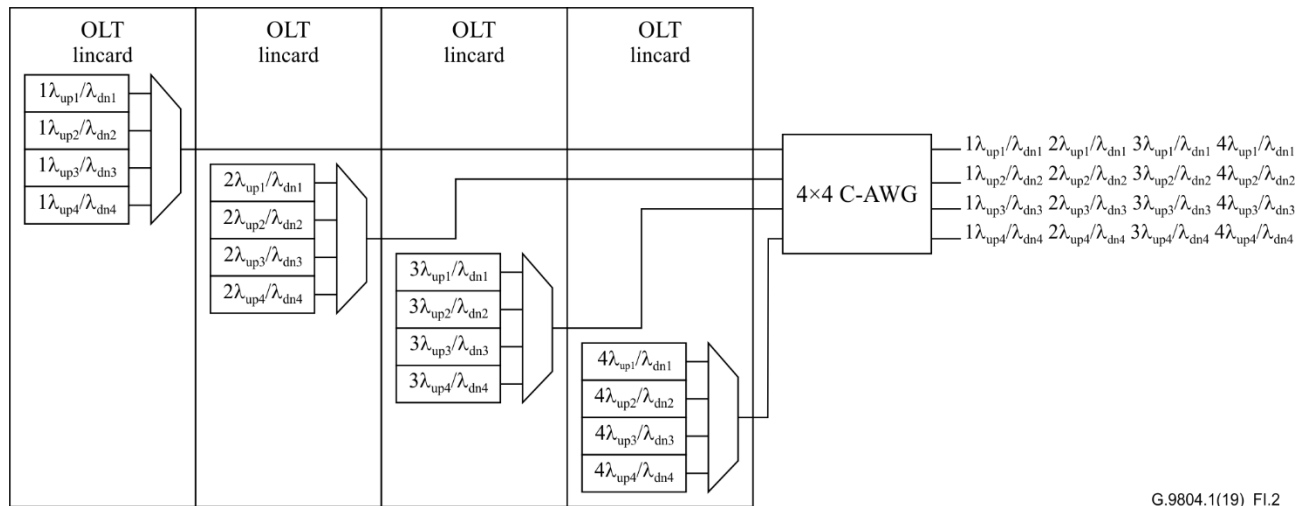 OLT
lincard
1λup1/λdn1
1λup2/λdn2
1λup3/λdn3
1λup4/λdn4
OLT
lincard
2λup1/λdn1
2λup2/λdn2
2λup3/λdn3
2λup4/λdn4
OLT
lincard
3λup1/λdn1
3λup2/λdn2
3λup3/λdn3
3λup4/λdn4
OLT
lincard
4λup1/λdn1
4λup2/λdn2
4λup3/λdn3
4λup4/λdn4
4×4 C-AWG
1λup1/λdn1 2λup1/λdn1 3λup1/λdn1 4λup1/λdn1
1λup2/λdn2 2λup2/λdn2 3λup2/λdn2 4λup2/λdn2
1λup3/λdn3 2λup3/λdn3 3λup3/λdn3 4λup3/λdn3
1λup4/λdn4 2λup4/λdn4 3λup4/λdn4 4λup4/λdn4
G.9804.1(19)_FI.2